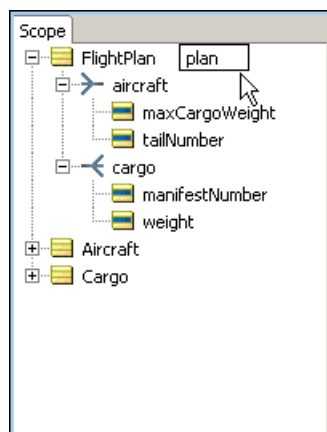 Scope
FlightPlan plan
aircraft
maxCargoWeight
tailNumber
cargo
manifestNumber
weight
Aircraft
Cargo